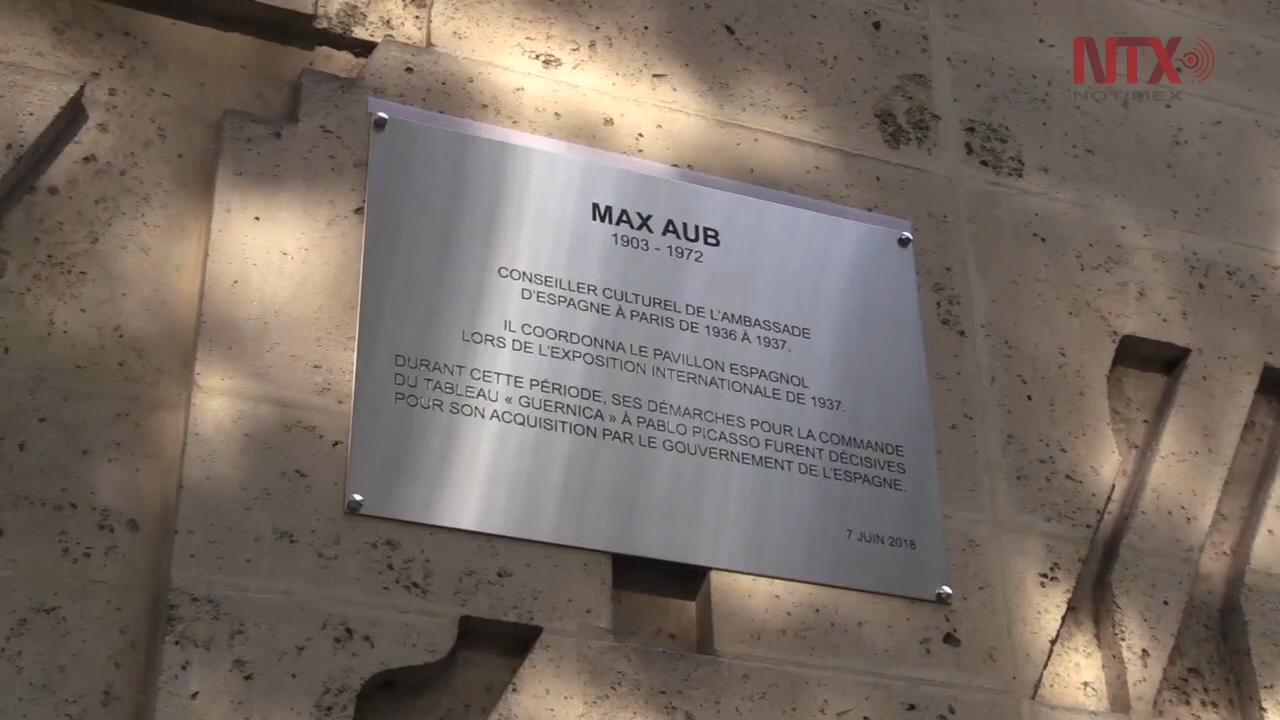 NTX
NOTIMEX
MAX AUB
1903 - 1972
CONSEILLER CULTUREL DE L'AMBASSADE
D'ESPAGNE À PARIS DE 1936 À 1937.
IL COORDONNA LE PAVILLON ESPAGNOL
LORS DE L'EXPOSITION INTERNATIONALE DE 1937.
DURANT CETTE PÉRIODE, SES DÉMARCHES POUR LA COMMANDE
DU TABLEAU « GUERNICA » À PABLO PICASSO FURENT DÉCISIVES
POUR SON ACQUISITION PAR LE GOUVERNEMENT DE L'ESPAGNE.
7 JUIN 2018